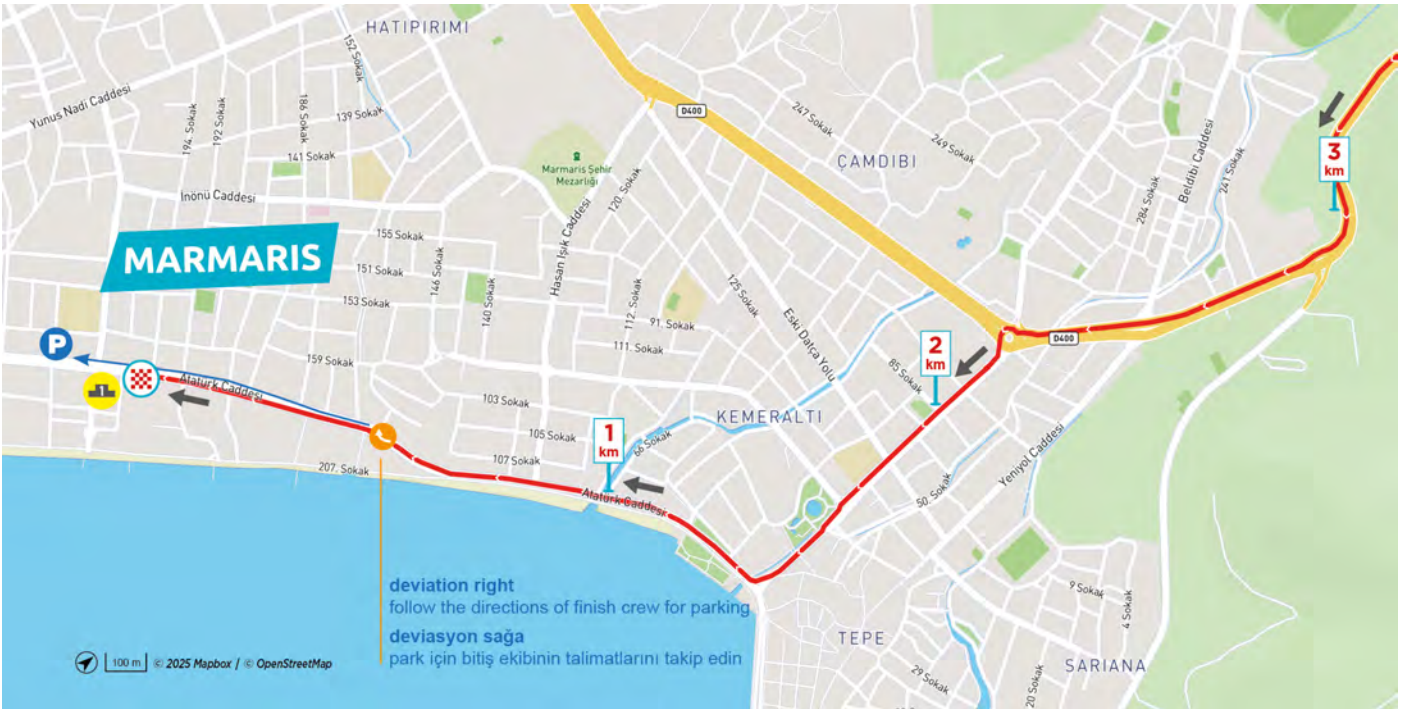 HATIPIRIMI
152 Sokak
Yunus Nadi Caddesi
194. Sokak
192 Sokak
186 Sokak
139 Sokak
141 Sokak
D400
247 Sokak
249 Sokak
ÇAMDIBI
Beldibi Caddesi
241 Sokak
284 Sokak
3
km
Marmaris Şehir
Mezarlığı
120. Sokak
İnönü Caddesi
Hasan Işık Caddesi
MARMARIS
155 Sokak
151 Sokak
146 Sokak
153 Sokak
140 Sokak
112. Sokak
91. Sokak
111. Sokak
125 Sokak
Eski Datça Yolu
D400
2
km
85 Sokak
P
1
159 Sokak
Atatürk Caddesi
103 Sokak
105 Sokak
107 Sokak
207. Sokak
1
km
66 Sokak
KEMERALTI
Atatürk Caddesi
50. Sokak
Yeniyol Caddesi
deviation right
follow the directions of finish crew for parking
deviasyon sağa
park için bitiş ekibinin talimatlarını takip edin
TEPE
9 Sokak
4 Sokak
SARIANA
29 Sokak
20 Sokak
100 m
© 2025 Mapbox / © OpenStreetMap